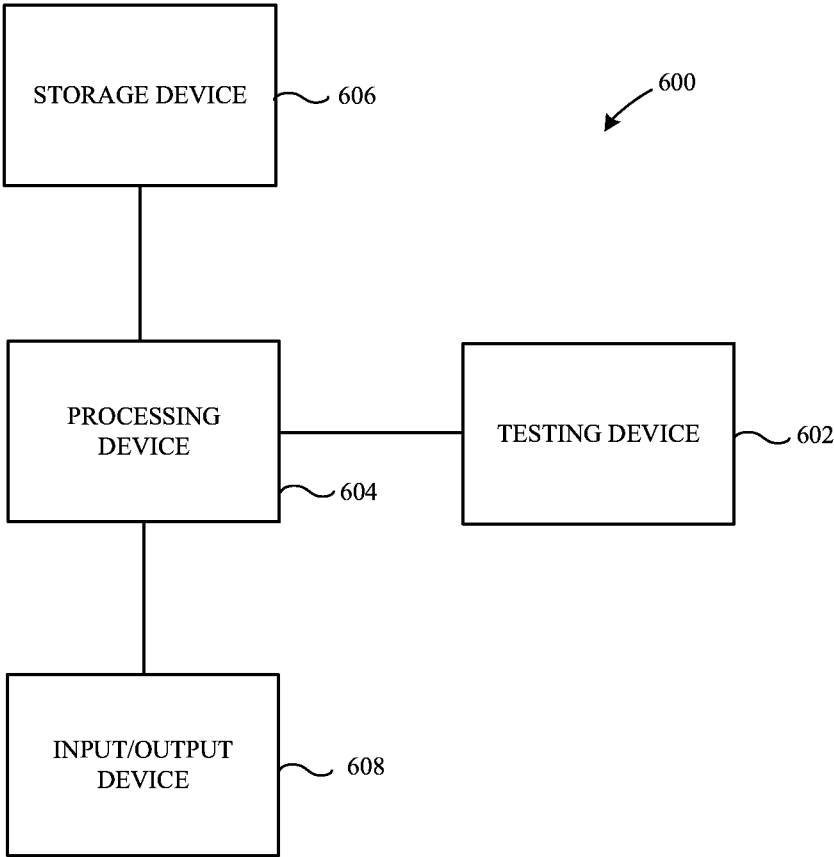 STORAGE DEVICE
606
600
PROCESSING
DEVICE
604
TESTING DEVICE
602
INPUT/OUTPUT
DEVICE
608